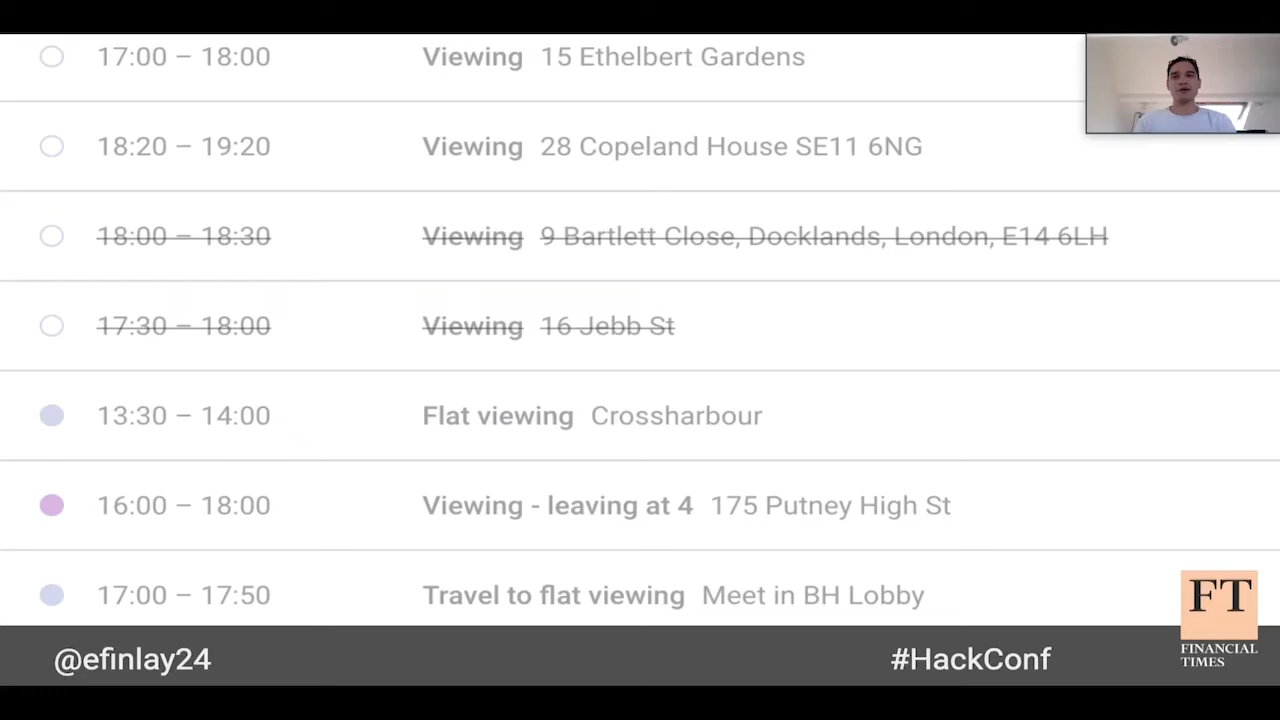 17:00 – 18:00 Viewing 15 Ethelbert Gardens
18:20 – 19:20 Viewing 28 Copeland House SE11 6NG
18:00 – 18:30 Viewing 9 Bartlett Close, Docklands, London, E14 6LH
17:30 – 18:00 Viewing 16 Jebb St
13:30 – 14:00 Flat viewing Crossharbour
16:00 – 18:00 Viewing - leaving at 4 175 Putney High St
17:00 – 17:50 Travel to flat viewing Meet in BH Lobby
@efinlay24 #HackConf
FT
FINANCIAL
TIMES